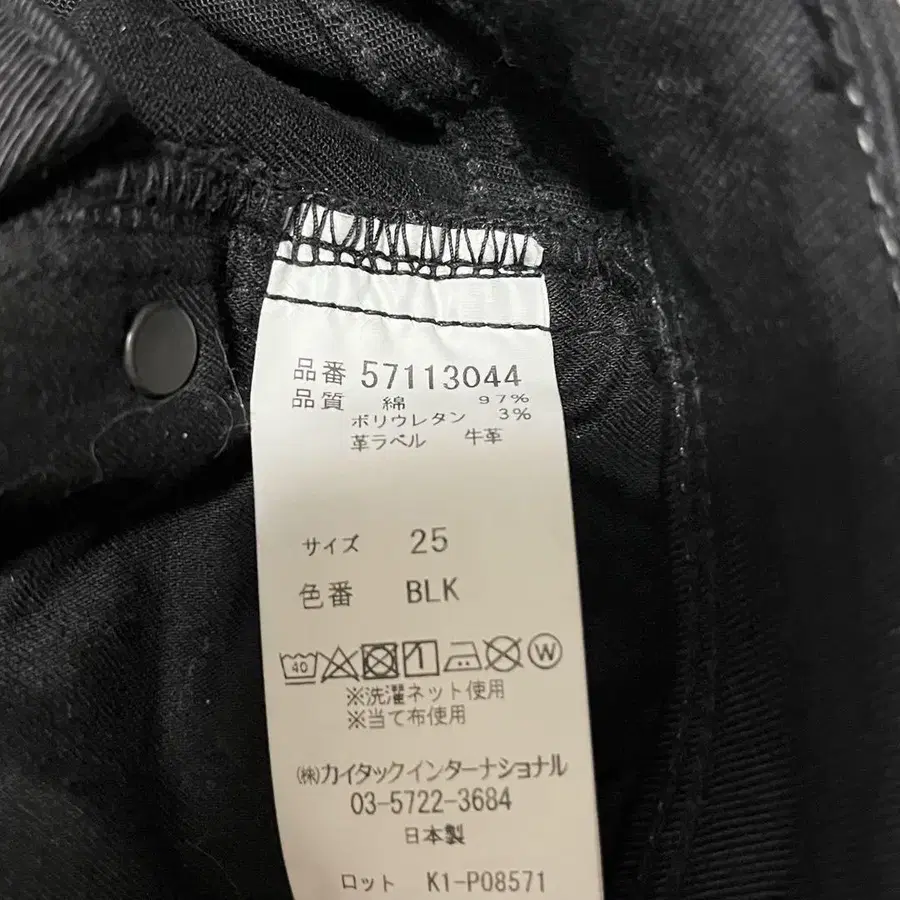 品番 57113044
品質 綿 97%
ポリウレタン 3%
革ラベル 牛革
サイズ 25
色番 BLK
40 W
※洗濯ネット使用
※当て布使用
㈱カイタックインターナショナル
03-5722-3684
日本製
ロット K1-P08571